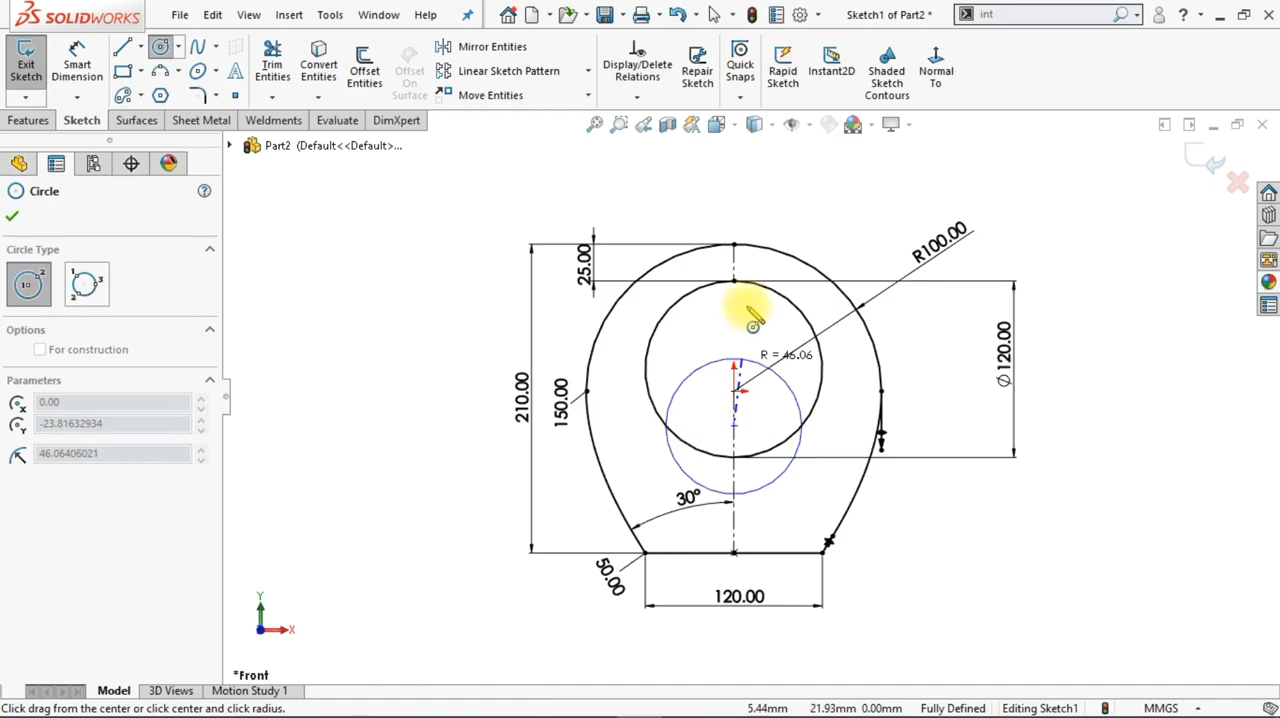 SOLIDWORKS
File Edit View Insert Tools Window Help
Sketch1 of Part2 *
int
?
Exit Sketch
Smart Dimension
Trim Entities
Convert Entities
Offset Entities
Offset On Surface
Mirror Entities
Linear Sketch Pattern
Move Entities
Display/Delete Relations
Repair Sketch
Quick Snaps
Rapid Sketch
Instant2D
Shaded Sketch Contours
Normal To
Features Sketch Surfaces Sheet Metal Weldments Evaluate DimXpert
Part2 (Default<<Default>...
Circle
?
Circle Type
Options
For construction
Parameters
0.00
-23.81632934
46.06406021
25.00
R100.00
R = 46.06
Ø120.00
210.00
150.00
30°
50.00
120.00
Y
X
*Front
Model 3D Views Motion Study 1
Click drag from the center or click center and click radius.
5.44mm 21.93mm 0.00mm Fully Defined Editing Sketch1 MMGS